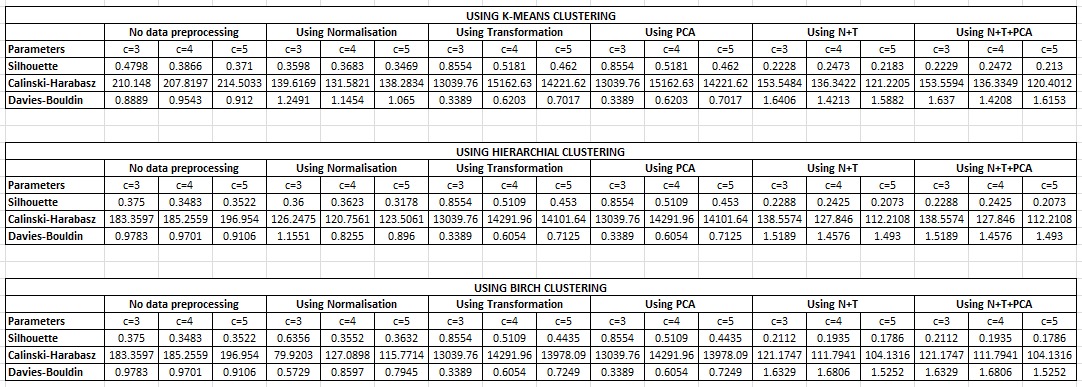 USING K-MEANS CLUSTERING
No data preprocessing Using Normalisation Using Transformation Using PCA Using N+T Using N+T+PCA
Parameters c=3 c=4 c=5 c=3 c=4 c=5 c=3 c=4 c=5 c=3 c=4 c=5 c=3 c=4 c=5 c=3 c=4 c=5
Silhouette 0.4798 0.3866 0.371 0.3598 0.3683 0.3469 0.8554 0.5181 0.462 0.8554 0.5181 0.462 0.2228 0.2473 0.2183 0.2229 0.2472 0.213
Calinski-Harabasz 210.148 207.8197 214.5033 139.6169 131.5821 138.2834 13039.76 15162.63 14221.62 13039.76 15162.63 14221.62 153.5484 136.3422 121.2205 153.5594 136.3349 120.4012
Davies-Bouldin 0.8889 0.9543 0.912 1.2491 1.1454 1.065 0.3389 0.6203 0.7017 0.3389 0.6203 0.7017 1.6406 1.4213 1.5882 1.637 1.4208 1.6153
USING HIERARCHIAL CLUSTERING
No data preprocessing Using Normalisation Using Transformation Using PCA Using N+T Using N+T+PCA
Parameters c=3 c=4 c=5 c=3 c=4 c=5 c=3 c=4 c=5 c=3 c=4 c=5 c=3 c=4 c=5 c=3 c=4 c=5
Silhouette 0.375 0.3483 0.3522 0.36 0.3623 0.3178 0.8554 0.5109 0.453 0.8554 0.5109 0.453 0.2288 0.2425 0.2073 0.2288 0.2425 0.2073
Calinski-Harabasz 183.3597 185.2559 196.954 126.2475 120.7561 123.5061 13039.76 14291.96 14101.64 13039.76 14291.96 14101.64 138.5574 127.846 112.2108 138.5574 127.846 112.2108
Davies-Bouldin 0.9783 0.9701 0.9106 1.1551 0.8255 0.896 0.3389 0.6054 0.7125 0.3389 0.6054 0.7125 1.5189 1.4576 1.493 1.5189 1.4576 1.493
USING BIRCH CLUSTERING
No data preprocessing Using Normalisation Using Transformation Using PCA Using N+T Using N+T+PCA
Parameters c=3 c=4 c=5 c=3 c=4 c=5 c=3 c=4 c=5 c=3 c=4 c=5 c=3 c=4 c=5 c=3 c=4 c=5
Silhouette 0.375 0.3483 0.3522 0.6356 0.3552 0.3632 0.8554 0.5109 0.4435 0.8554 0.5109 0.4435 0.2112 0.1935 0.1786 0.2112 0.1935 0.1786
Calinski-Harabasz 183.3597 185.2559 196.954 79.9203 127.0898 115.7714 13039.76 14291.96 13978.09 13039.76 14291.96 13978.09 121.1747 111.7941 104.1316 121.1747 111.7941 104.1316
Davies-Bouldin 0.9783 0.9701 0.9106 0.5729 0.8597 0.7945 0.3389 0.6054 0.7249 0.3389 0.6054 0.7249 1.6329 1.6806 1.5252 1.6329 1.6806 1.5252